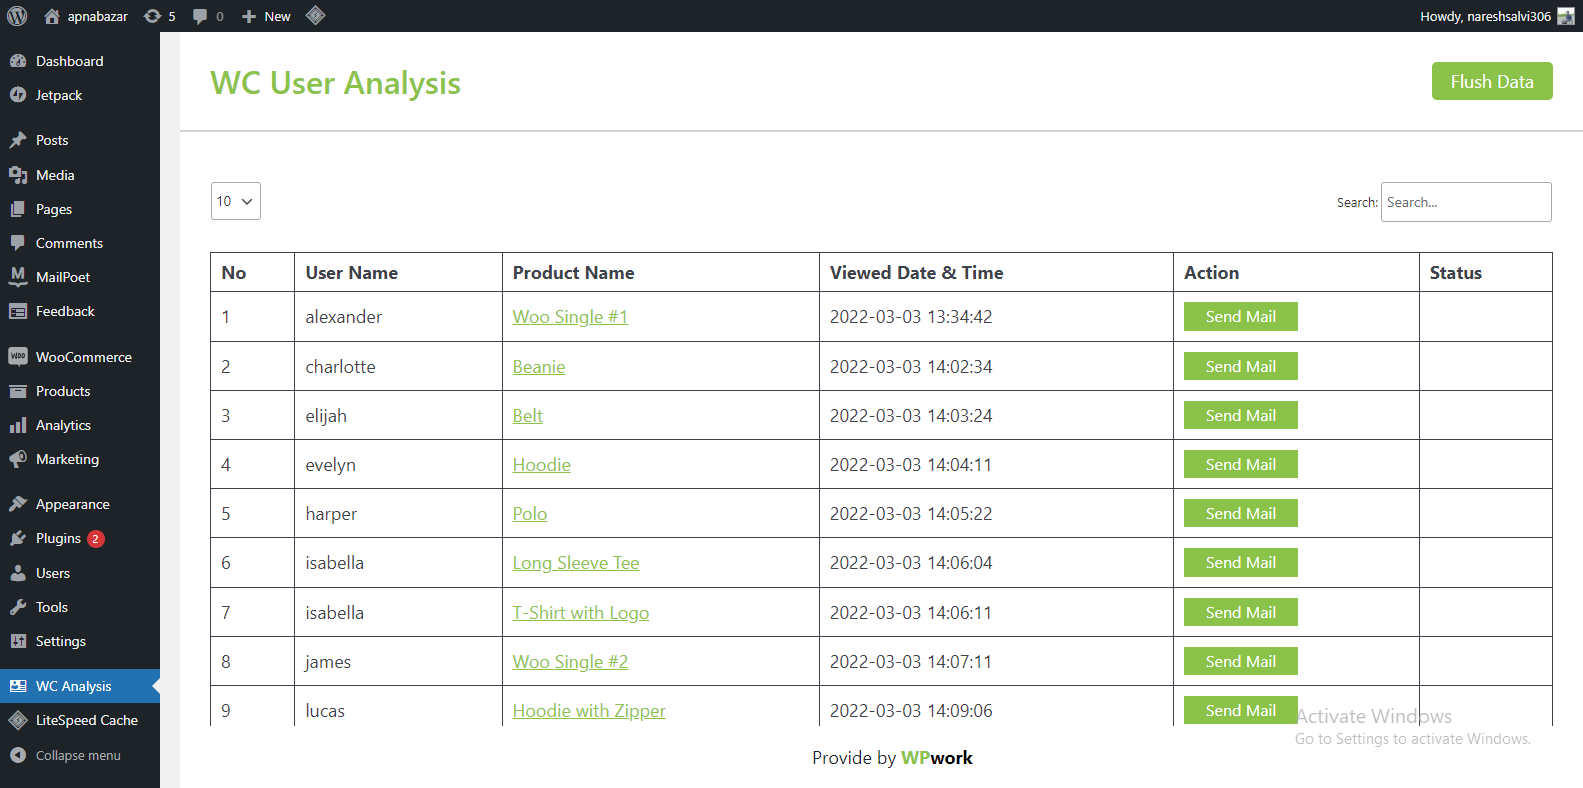 apnabazar 5 0 New Howdy, nareshsalvi306
Dashboard
Jetpack
Posts
Media
Pages
Comments
MailPoet
Feedback
WooCommerce
Products
Analytics
Marketing
Appearance
Plugins 2
Users
Tools
Settings
WC Analysis
LiteSpeed Cache
Collapse menu
WC User Analysis Flush Data
10 Search: Search...
No User Name Product Name Viewed Date & Time Action Status
1 alexander Woo Single #1 2022-03-03 13:34:42 Send Mail
2 charlotte Beanie 2022-03-03 14:02:34 Send Mail
3 elijah Belt 2022-03-03 14:03:24 Send Mail
4 evelyn Hoodie 2022-03-03 14:04:11 Send Mail
5 harper Polo 2022-03-03 14:05:22 Send Mail
6 isabella Long Sleeve Tee 2022-03-03 14:06:04 Send Mail
7 isabella T-Shirt with Logo 2022-03-03 14:06:11 Send Mail
8 james Woo Single #2 2022-03-03 14:07:11 Send Mail
9 lucas Hoodie with Zipper 2022-03-03 14:09:06 Send Mail
Activate Windows
Go to Settings to activate Windows.
Provide by WPwork